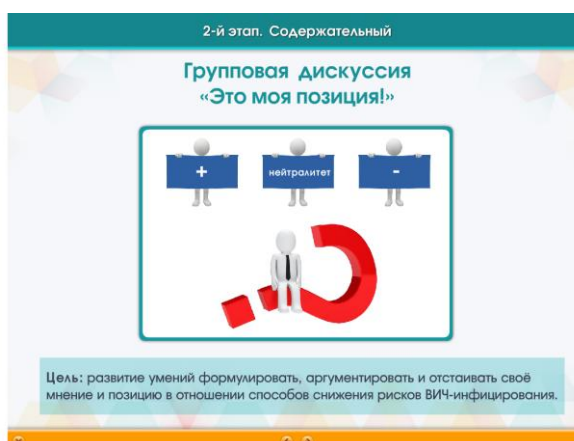 2-й этап. Содержательный
Групповая дискуссия
«Это моя позиция!»
+
нейтралитет
-
Цель: развитие умений формулировать, аргументировать и отстаивать своё
мнение и позицию в отношении способов снижения рисков ВИЧ-инфицирования.